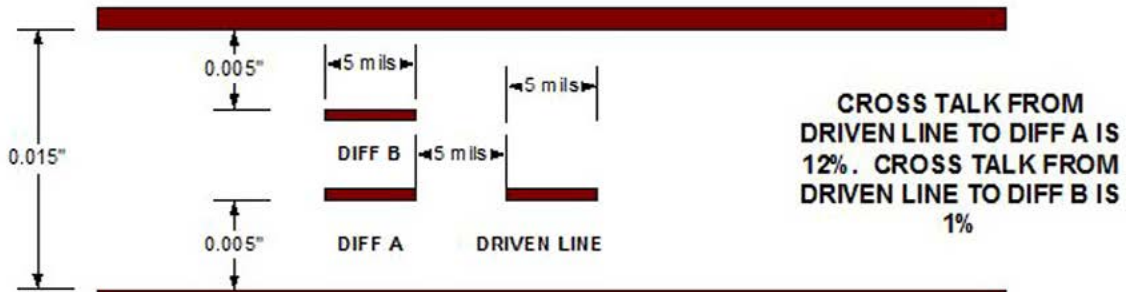 0.005"
5 mils
5 mils
CROSS TALK FROM
DRIVEN LINE TO DIFF A IS
12%. CROSS TALK FROM
DRIVEN LINE TO DIFF B IS
1%
0.015"
DIFF B
5 mils
0.005"
DIFF A
DRIVEN LINE